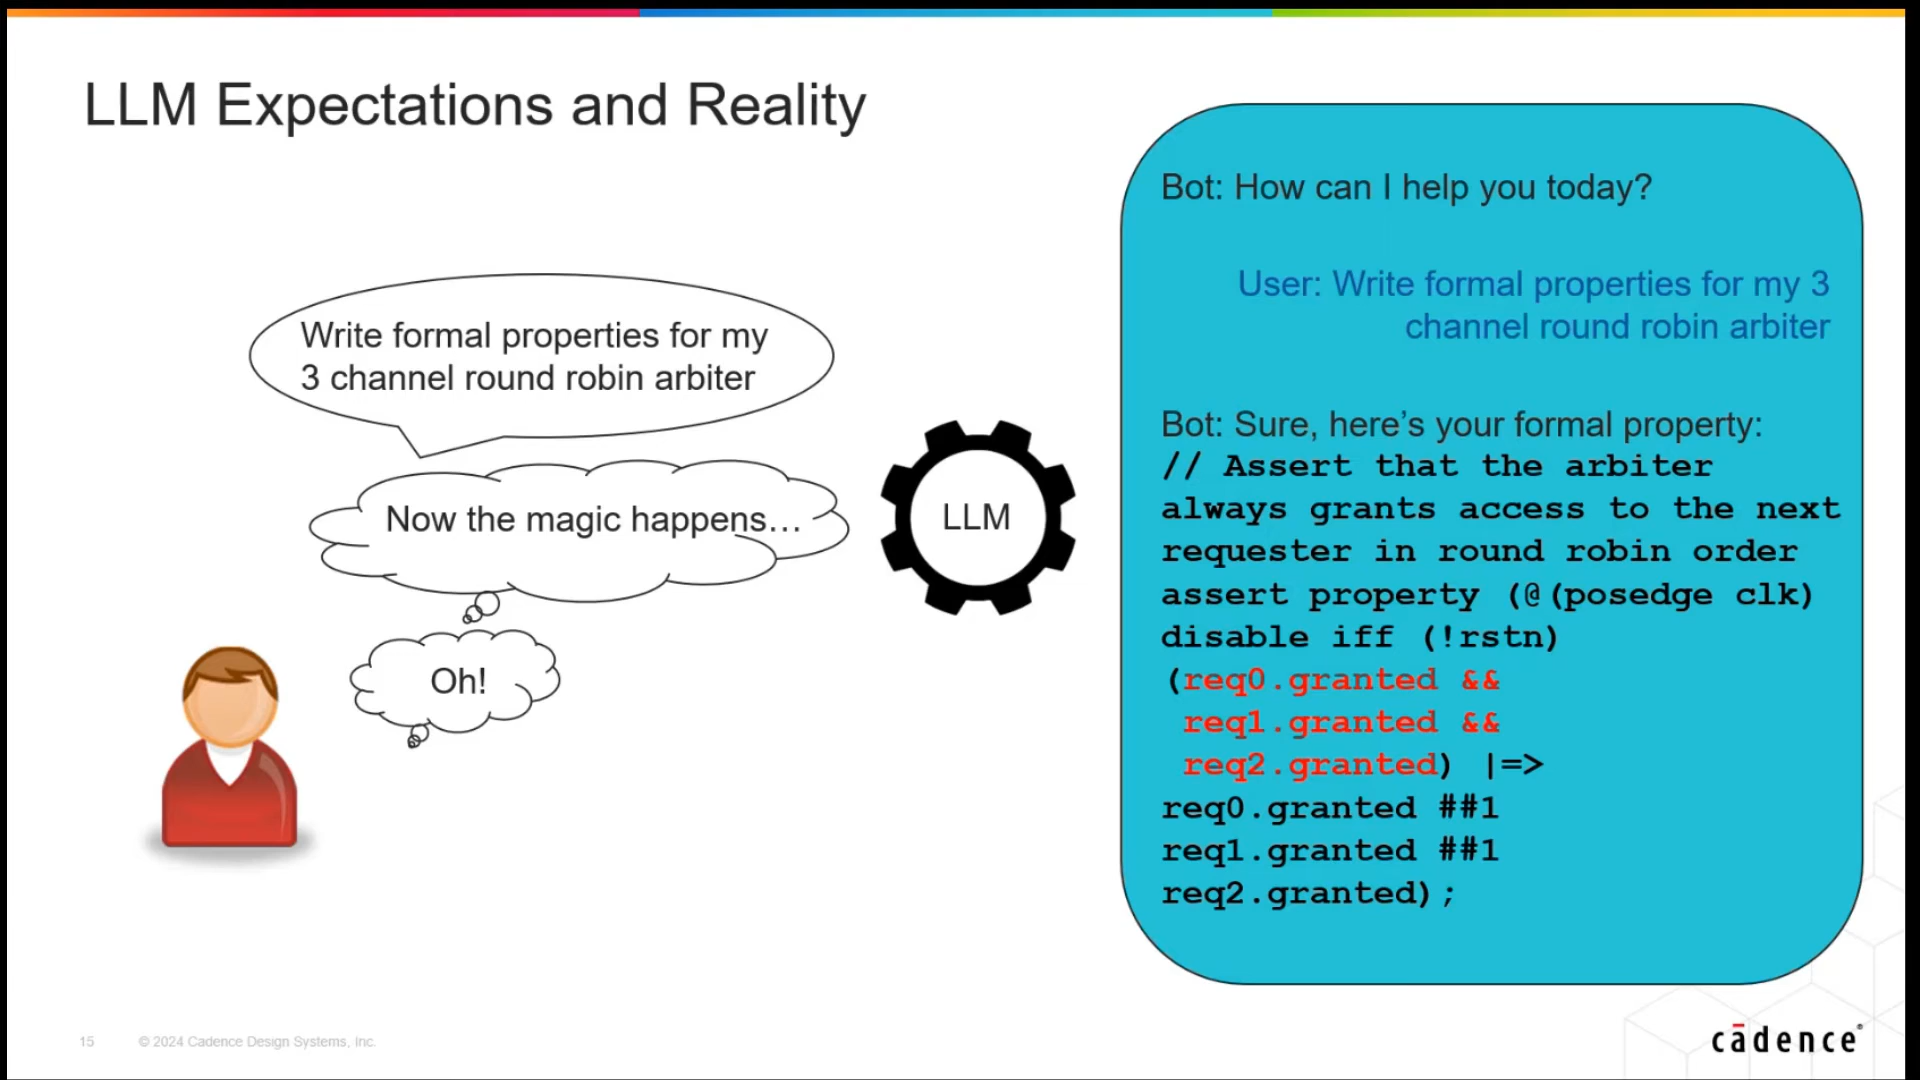 LLM Expectations and Reality
Write formal properties for my
3 channel round robin arbiter
Now the magic happens…
Oh!
LLM
Bot: How can I help you today?
User: Write formal properties for my 3
channel round robin arbiter
Bot: Sure, here’s your formal property:
// Assert that the arbiter
always grants access to the next
requester in round robin order
assert property (@(posedge clk)
disable iff (!rstn)
(req0.granted &&
req1.granted &&
req2.granted) |=>
req0.granted ##1
req1.granted ##1
req2.granted);
15
© 2024 Cadence Design Systems, Inc.
cādence®